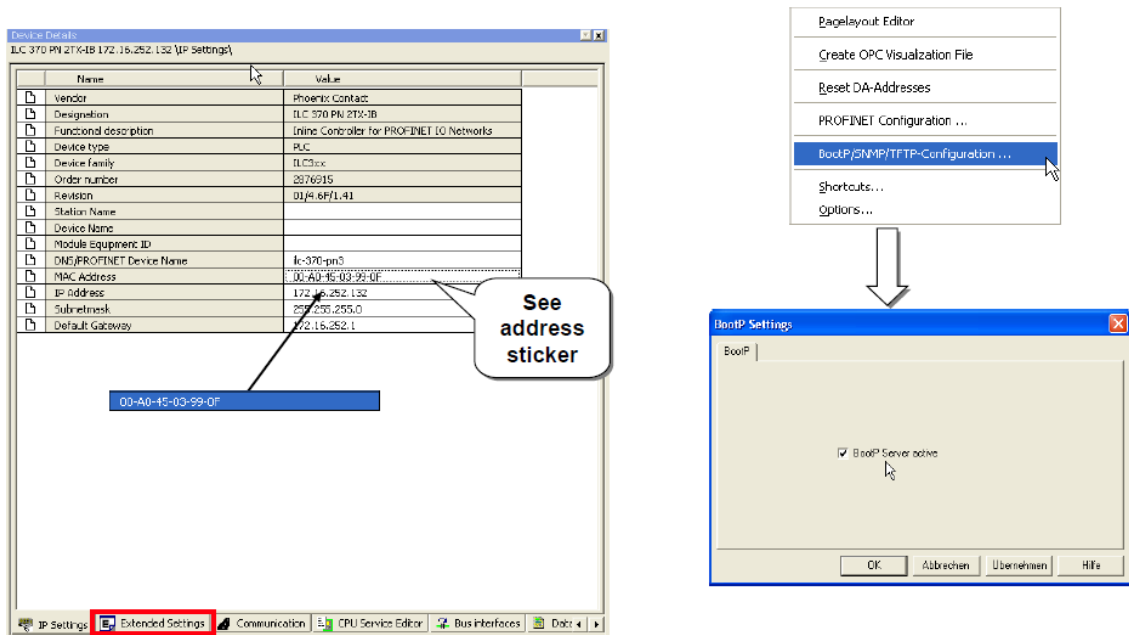 Device Details
ILC 370 PN 2TX-IB 172.16.252.132 \IP Settings\
Name Value
Vendor Phoenix Contact
Designation ILC 370 PN 2TX-IB
Functional description Inline Controller for PROFINET IO Networks
Device type PLC
Device family ILC3xx
Order number 2876915
Revision 01/4.6F/1.41
Station Name
Device Name
Module Equipment ID
DNS/PROFINET Device Name ilc-370-pn3
MAC Address 00-A0-45-03-99-0F
IP Address 172.16.252.132
Subnetmask 255.255.255.0
Default Gateway 172.16.252.1
See
address
sticker
00-A0-45-03-99-0F
IP Settings Extended Settings Communication CPU Service Editor Bus interfaces Data
Pagelayout Editor
Create OPC Visualization File
Reset DA-Addresses
PROFINET Configuration ...
BootP/SNMP/TFTP-Configuration ...
Shortcuts...
Options...
BootP Settings
BootP
BootP Server active
OK Abbrechen Übernehmen Hilfe